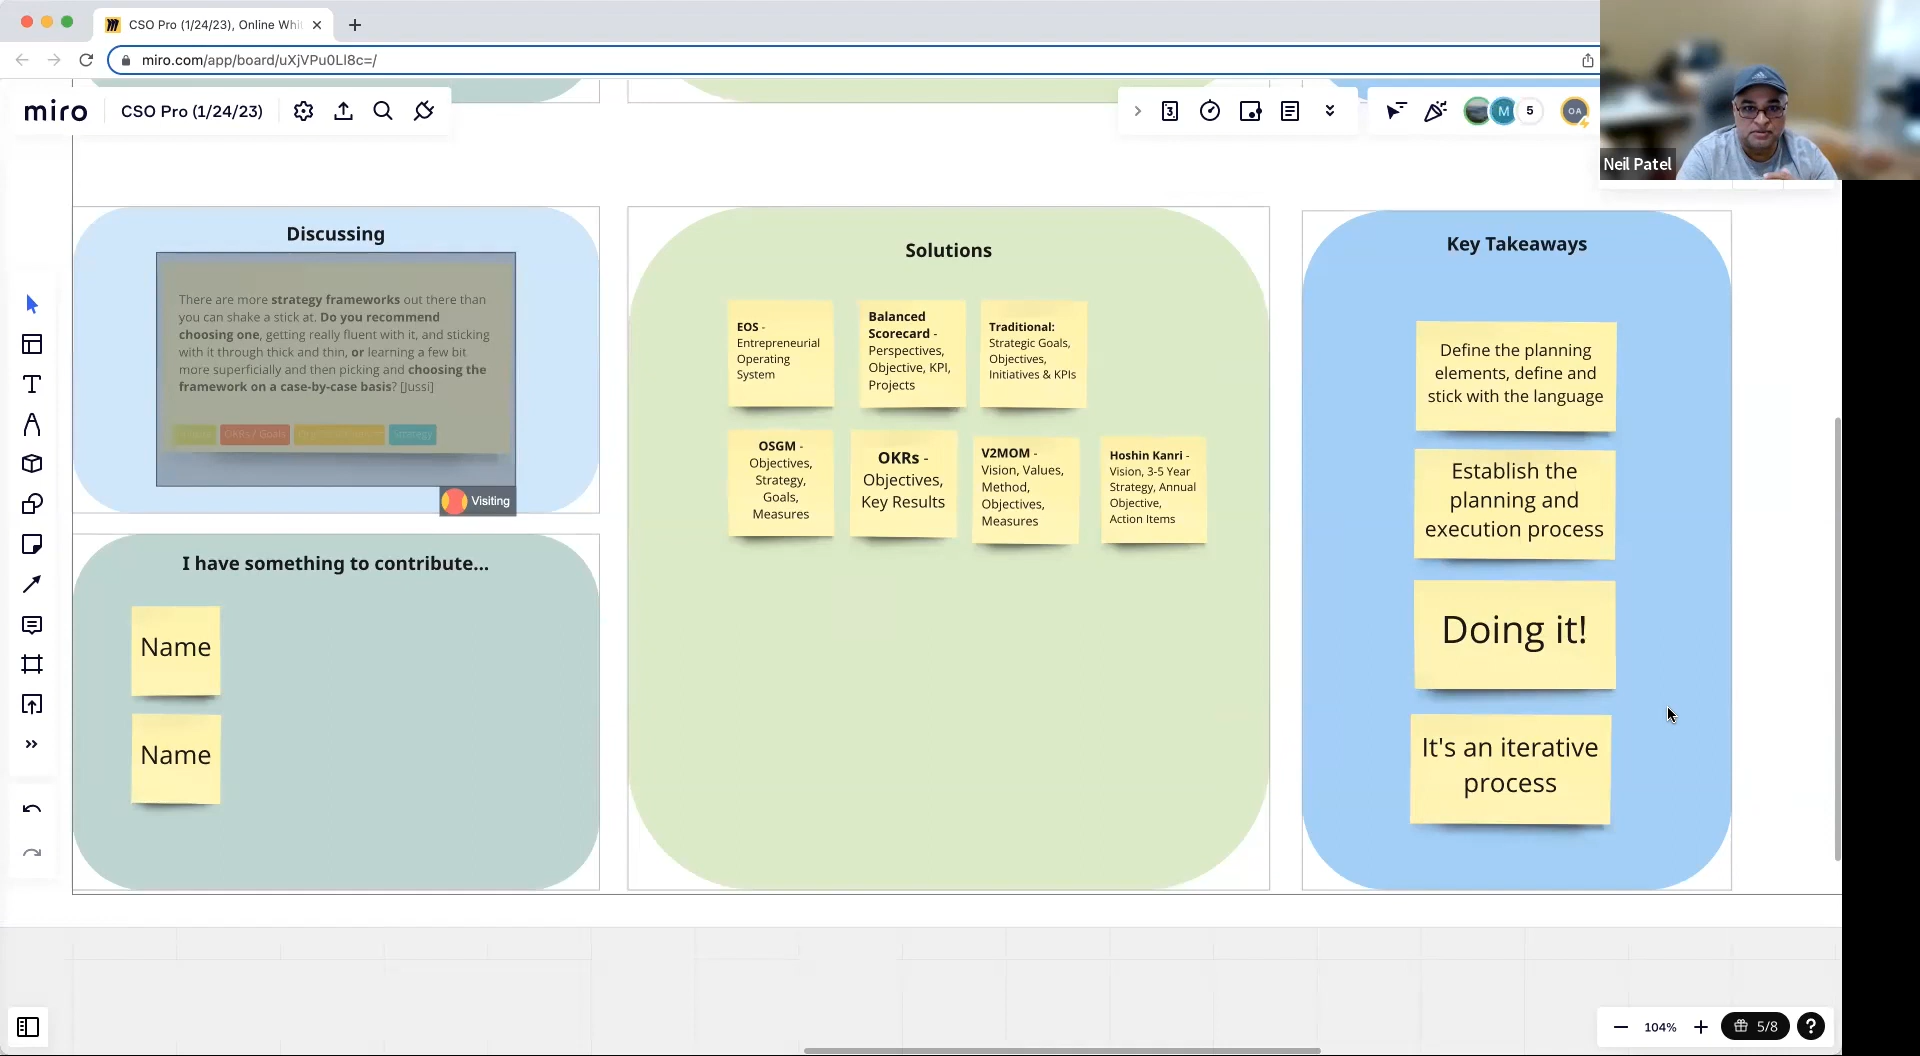 CSO Pro (1/24/23), Online Whi
miro.com/app/board/uXjVPu0Ll8c=/
miro
CSO Pro (1/24/23)
3
M
5
OA
Neil Patel
Discussing
There are more strategy frameworks out there than
you can shake a stick at. Do you recommend
choosing one, getting really fluent with it, and sticking
with it through thick and thin, or learning a few bit
more superficially and then picking and choosing the
framework on a case-by-case basis? [Jussi]
OKRs / Goals
Strategy
Visiting
I have something to contribute...
Name
Name
Solutions
EOS -
Entrepreneurial
Operating
System
Balanced
Scorecard -
Perspectives,
Objective, KPI,
Projects
Traditional:
Strategic Goals,
Objectives,
Initiatives & KPIs
OSGM -
Objectives,
Strategy,
Goals,
Measures
OKRs -
Objectives,
Key Results
V2MOM -
Vision, Values,
Method,
Objectives,
Measures
Hoshin Kanri -
Vision, 3-5 Year
Strategy, Annual
Objective,
Action Items
Key Takeaways
Define the planning
elements, define and
stick with the language
Establish the
planning and
execution process
Doing it!
It's an iterative
process
104%
5/8
?